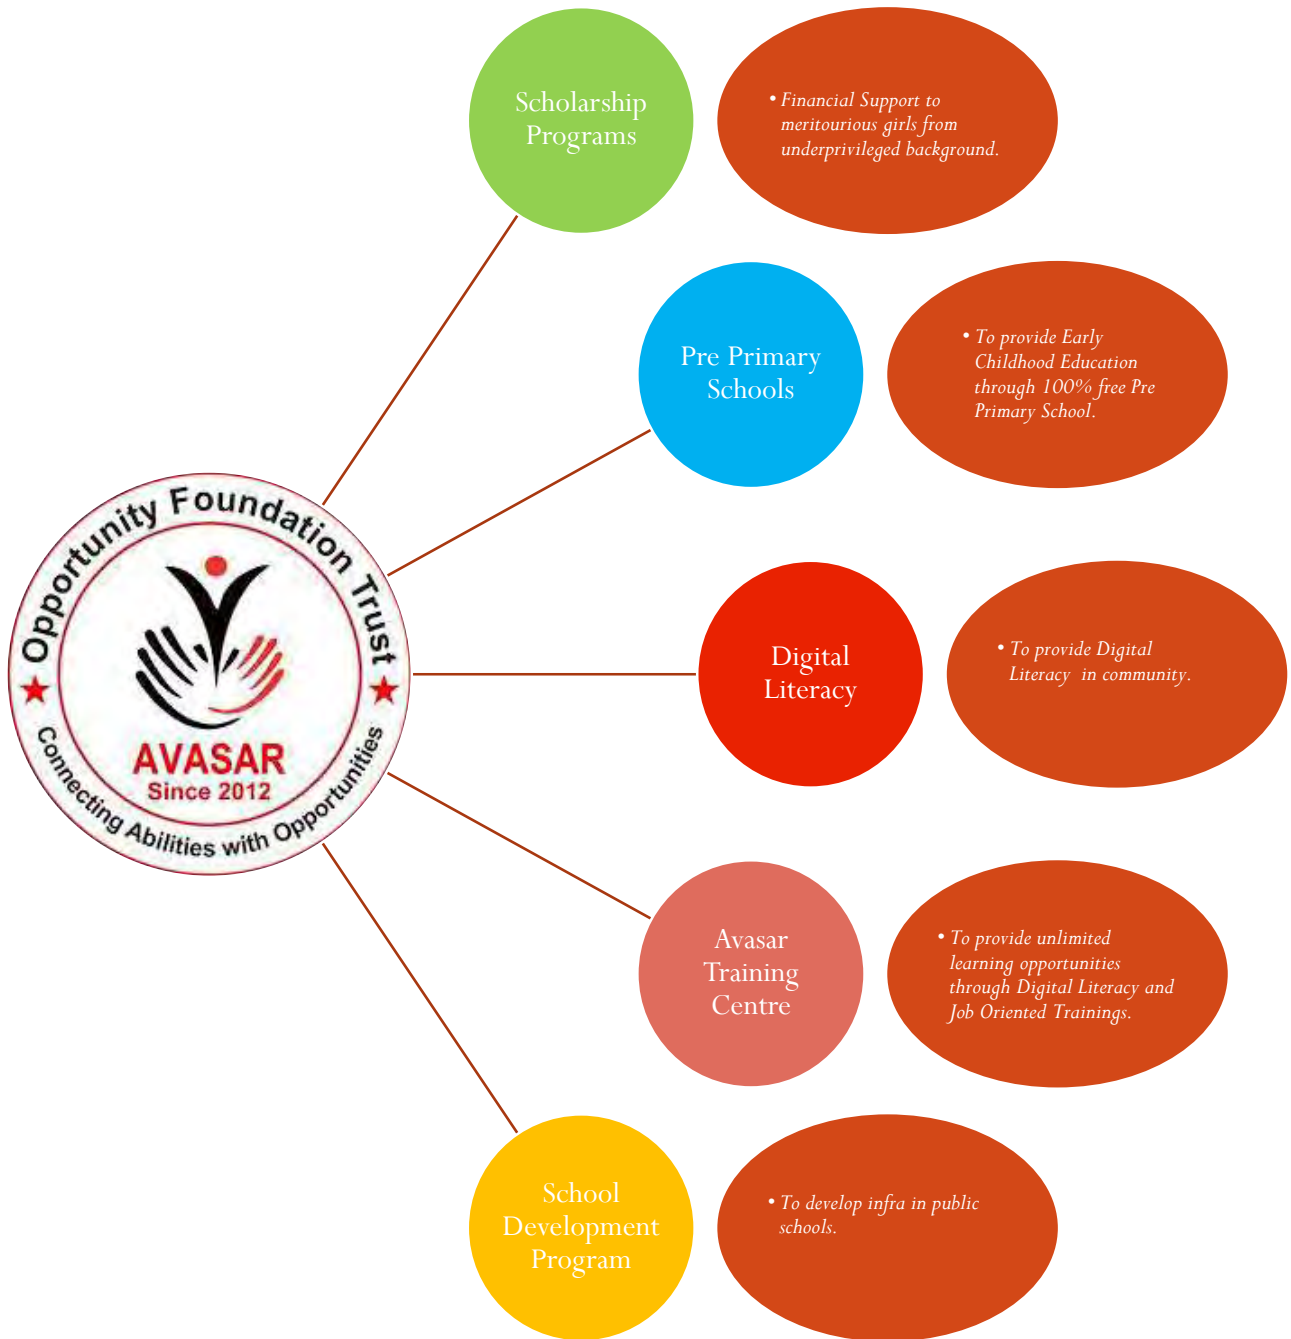 Opportunity Foundation Trust
AVASAR
Since 2012
Connecting Abilities with Opportunities
Scholarship
Programs
• Financial Support to
meritourious girls from
underprivileged background.
Pre Primary
Schools
• To provide Early
Childhood Education
through 100% free Pre
Primary School.
Digital
Literacy
• To provide Digital
Literacy in community.
Avasar
Training
Centre
• To provide unlimited
learning opportunities
through Digital Literacy and
Job Oriented Trainings.
School
Development
Program
• To develop infra in public
schools.